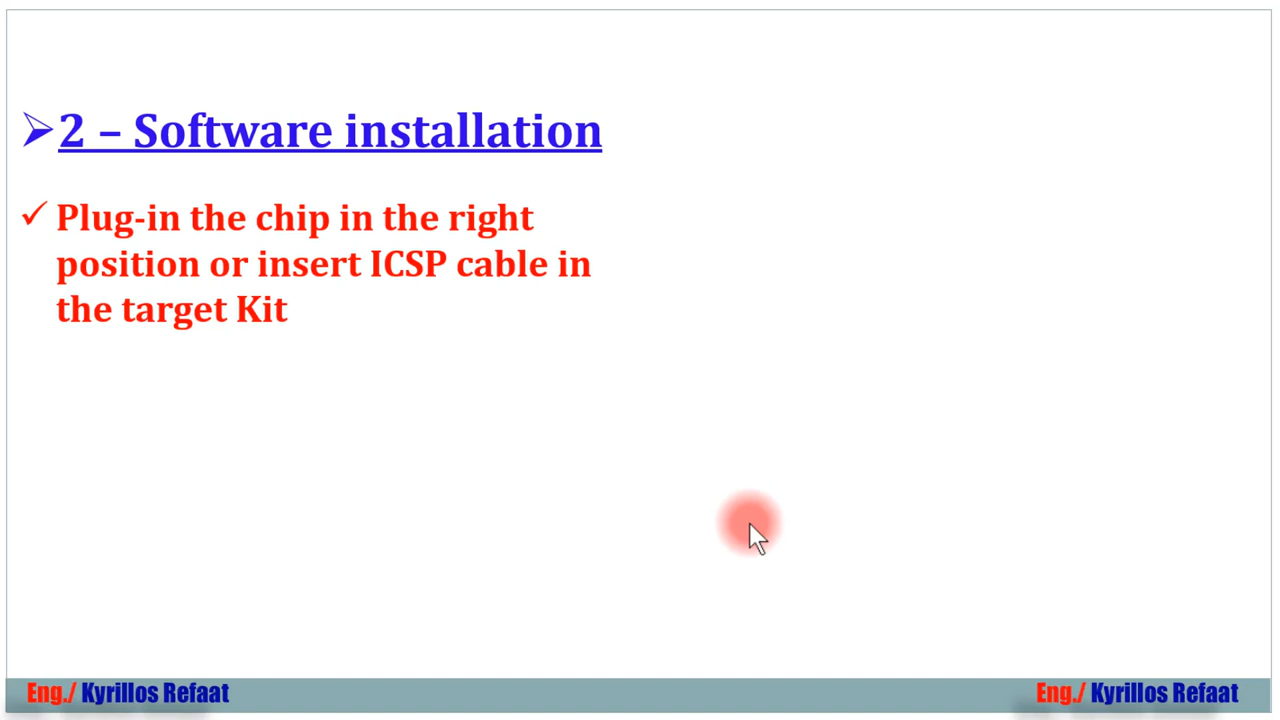 2 – Software installation
Plug-in the chip in the right
position or insert ICSP cable in
the target Kit
Eng./ Kyrillos Refaat
Eng./ Kyrillos Refaat